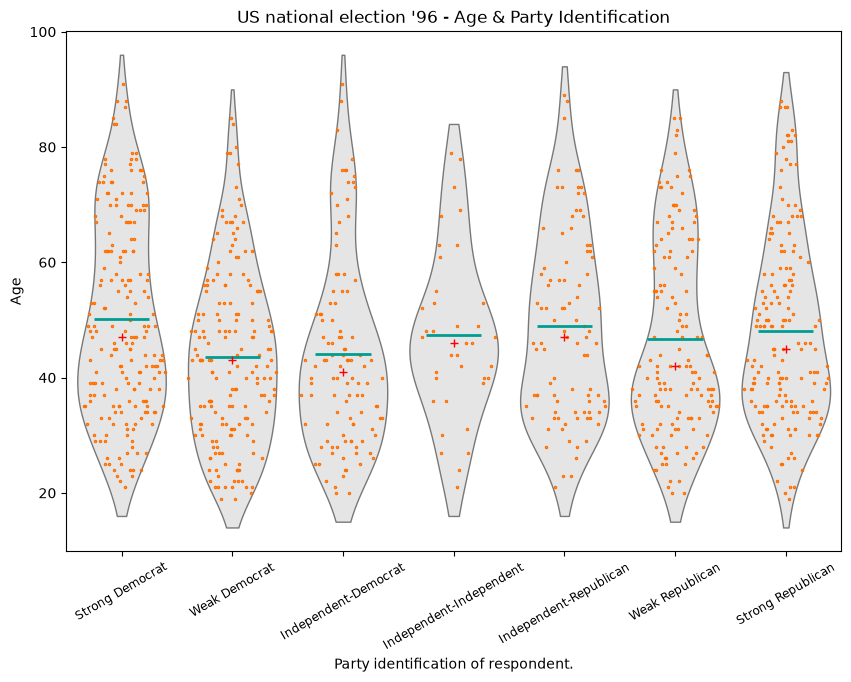 US national election '96 - Age & Party Identification
Age
100
80
60
40
20
Strong Democrat
Weak Democrat
Independent-Democrat
Independent-Independent
Independent-Republican
Weak Republican
Strong Republican
Party identification of respondent.